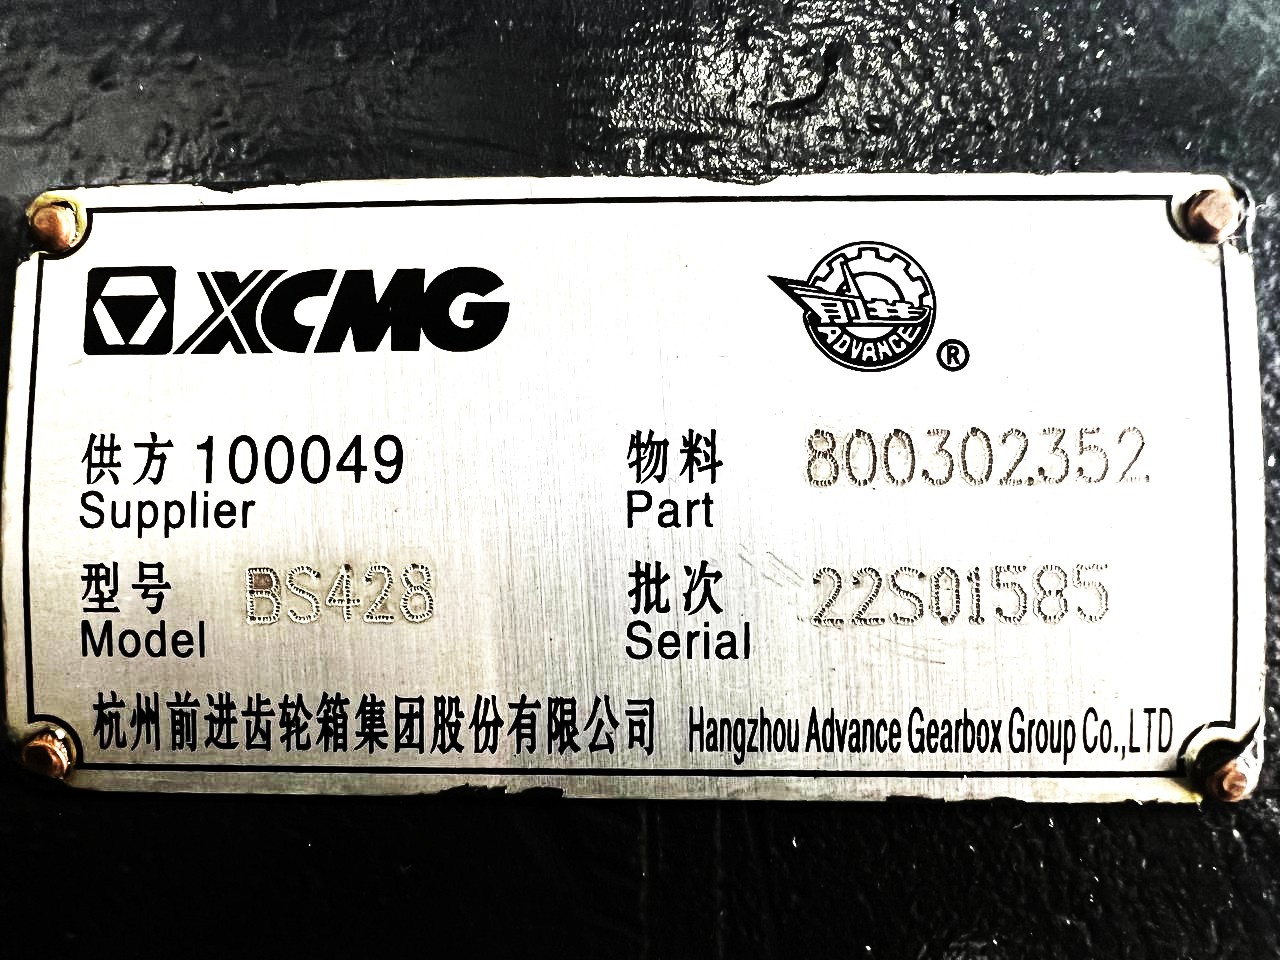 XCMG
ADVANCE
®
供方 100049
Supplier
物料 800302352
Part
型号 BS428
Model
批次 22S01585
Serial
杭州前进齿轮箱集团股份有限公司 Hangzhou Advance Gearbox Group Co.,LTD